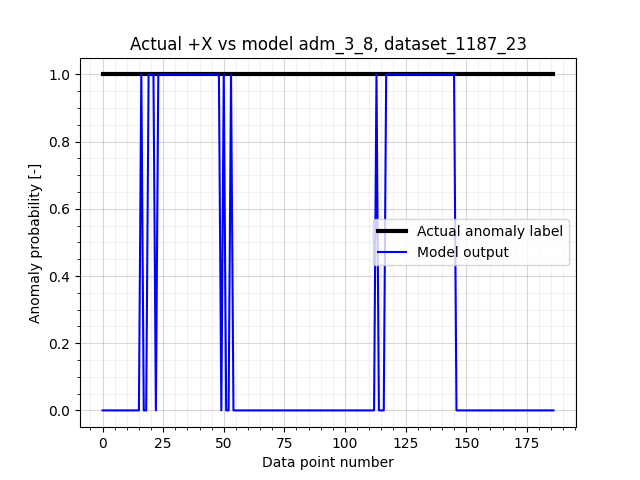 Actual +X vs model adm_3_8, dataset_1187_23
Anomaly probability [-]
1.0
0.8
0.6
0.4
0.2
0.0
Actual anomaly label
Model output
0 25 50 75 100 125 150 175
Data point number